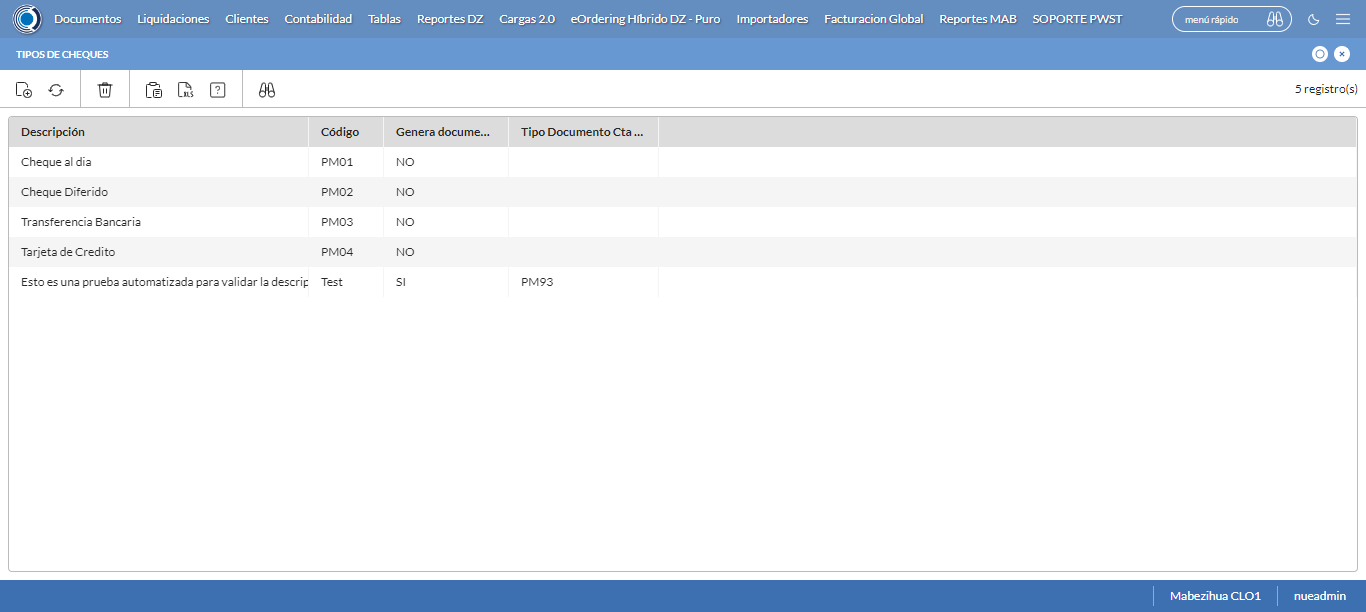 Documentos Liquidaciones Clientes Contabilidad Tablas Reportes DZ Cargas 2.0 eOrdering Híbrido DZ - Puro Importadores Facturacion Global Reportes MAB SOPORTE PWST menú rápido
TIPOS DE CHEQUES
XLS ? 5 registro(s)
Descripción Código Genera docume... Tipo Documento Cta ...
Cheque al dia PM01 NO
Cheque Diferido PM02 NO
Transferencia Bancaria PM03 NO
Tarjeta de Credito PM04 NO
Esto es una prueba automatizada para validar la descrip Test SI PM93
Mabezihua CLO1 nueadmin